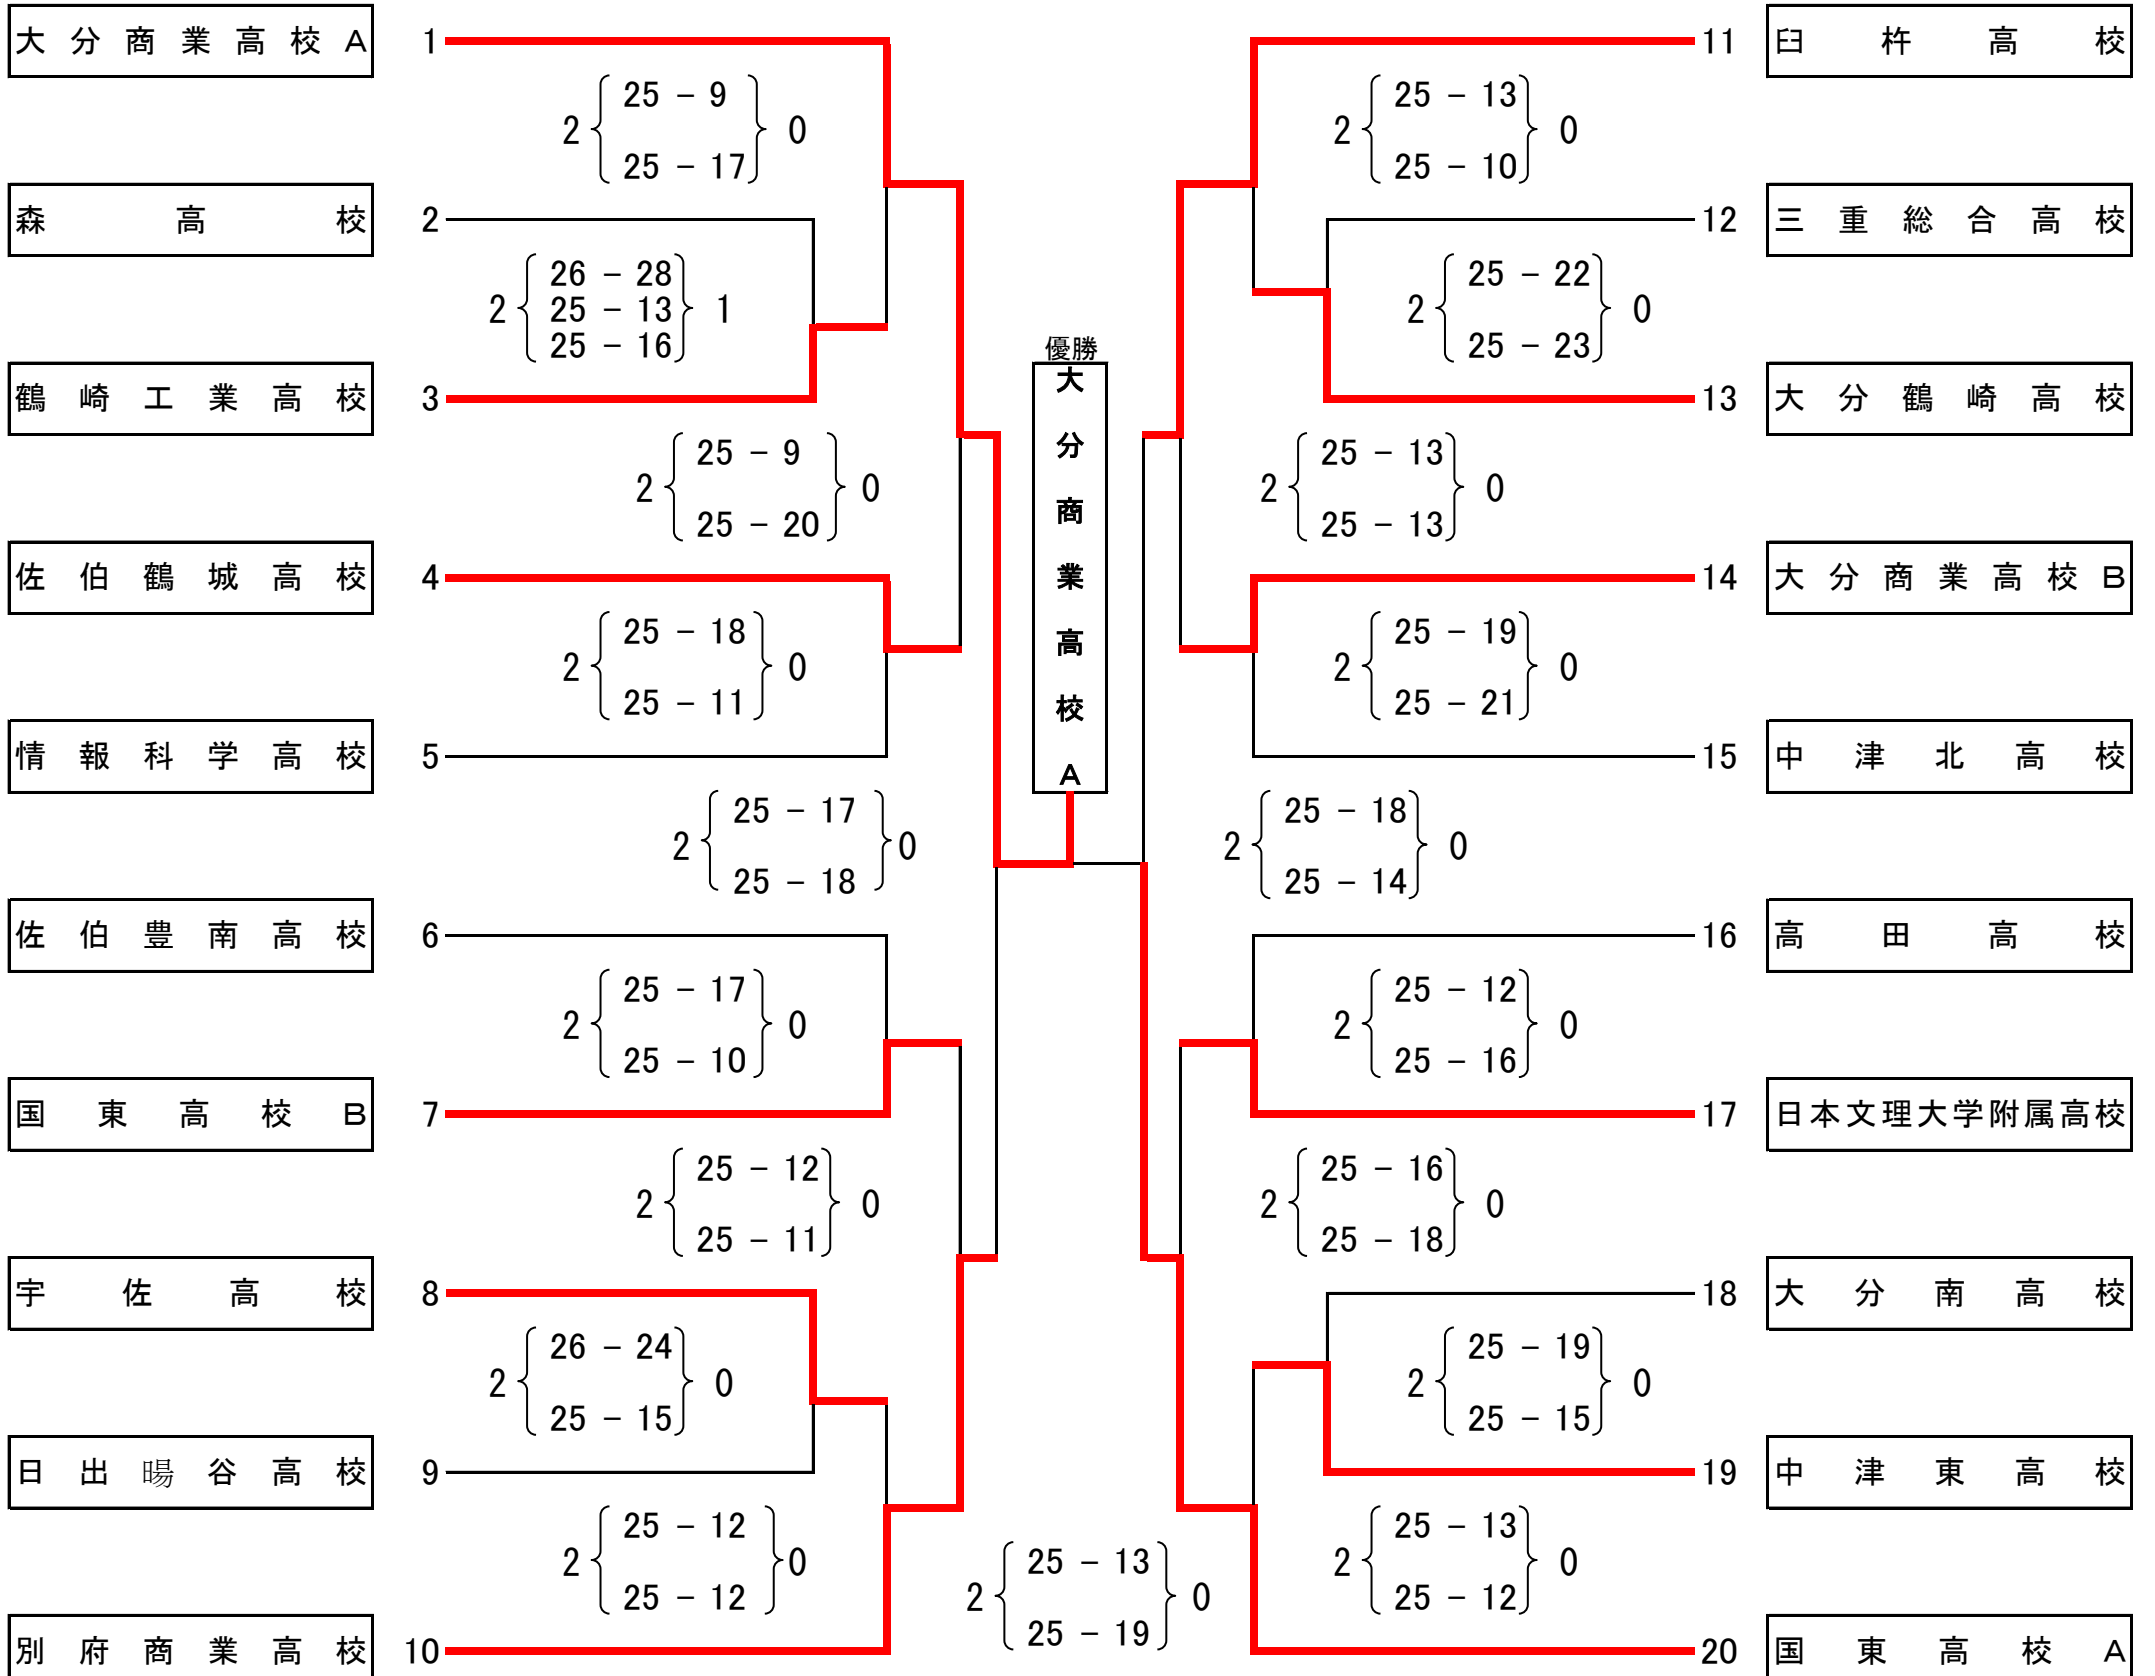 大分商業高校A 1
2 25 - 9 0
25 - 17
森高校 2
2 26 - 28 1
25 - 13
25 - 16
鶴崎工業高校 3
2 25 - 9 0
25 - 20
佐伯鶴城高校 4
2 25 - 18 0
25 - 11
情報科学高校 5
2 25 - 17 0
25 - 18
佐伯豊南高校 6
2 25 - 17 0
25 - 10
国東高校B 7
2 25 - 12 0
25 - 11
宇佐高校 8
2 26 - 24 0
25 - 15
日出暘谷高校 9
2 25 - 12 0
25 - 12
別府商業高校 10
優勝
大分商業高校A
2 25 - 13 0
25 - 19
11 臼杵高校
2 25 - 13 0
25 - 10
12 三重総合高校
2 25 - 22 0
25 - 23
13 大分鶴崎高校
2 25 - 13 0
25 - 13
14 大分商業高校B
2 25 - 19 0
25 - 21
15 中津北高校
2 25 - 18 0
25 - 14
16 高田高校
2 25 - 12 0
25 - 16
17 日本文理大学附属高校
2 25 - 16 0
25 - 18
18 大分南高校
2 25 - 19 0
25 - 15
19 中津東高校
2 25 - 13 0
25 - 12
20 国東高校A